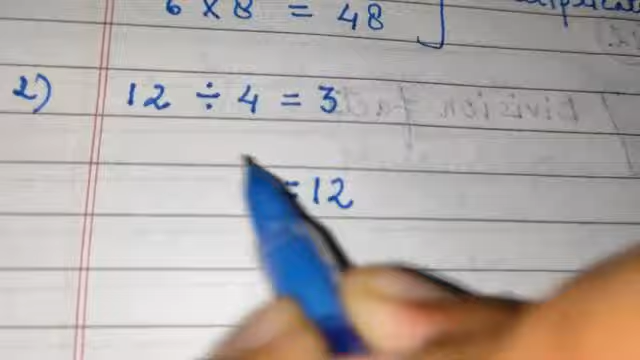 6 × 8 = 48
2) 12 ÷ 4 = 3
= 12